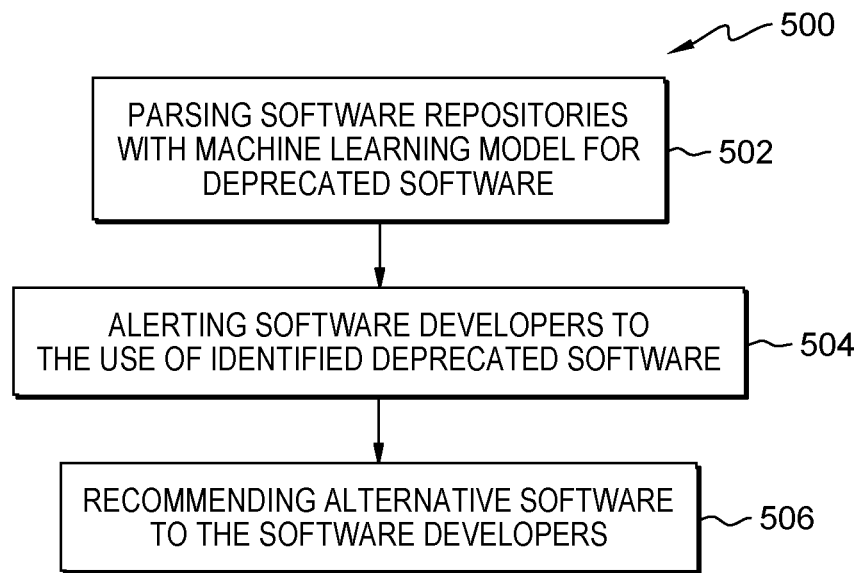 500
PARSING SOFTWARE REPOSITORIES
WITH MACHINE LEARNING MODEL FOR
DEPRECATED SOFTWARE
502
ALERTING SOFTWARE DEVELOPERS TO
THE USE OF IDENTIFIED DEPRECATED SOFTWARE
504
RECOMMENDING ALTERNATIVE SOFTWARE
TO THE SOFTWARE DEVELOPERS
506